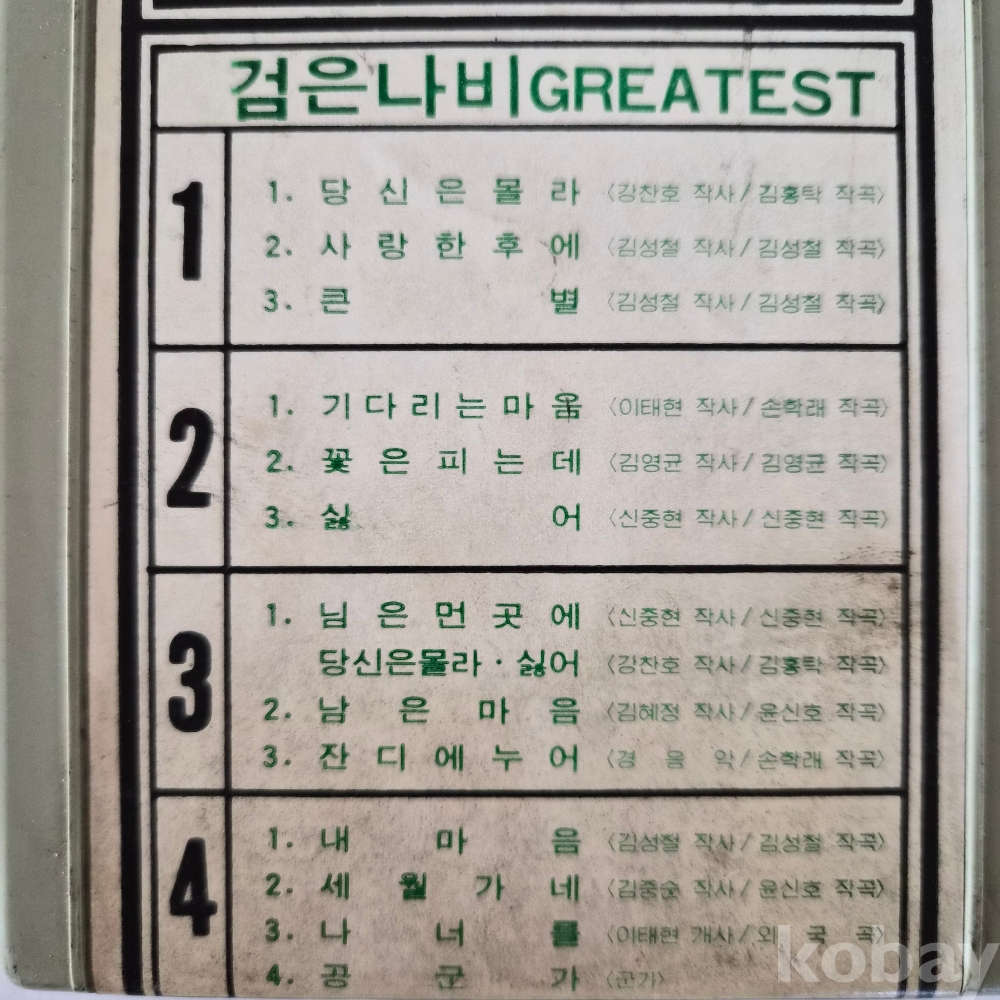 검은나비GREATEST
1
1. 당신은몰라 〈강찬호 작사/김홍탁 작곡〉
2. 사랑한후에 〈김성철 작사/김성철 작곡〉
3. 큰별 〈김성철 작사/김성철 작곡〉
2
1. 기다리는마음 〈이태현 작사/손학래 작곡〉
2. 꽃은피는데 〈김영균 작사/김영균 작곡〉
3. 싫어 〈신중현 작사/신중현 작곡〉
3
1. 님은먼곳에 〈신중현 작사/신중현 작곡〉
당신은몰라·싫어 〈강찬호 작사/김홍탁 작곡〉
2. 남은마음 〈김혜정 작사/윤신호 작곡〉
3. 잔디에누어 〈경음악/손학래 작곡〉
4
1. 내마음 〈김성철 작사/김성철 작곡〉
2. 세월가네 〈김중순 작사/윤신호 작곡〉
3. 나너를 〈이태현 개사/외국곡〉
4. 공군가 〈군가〉
kobay